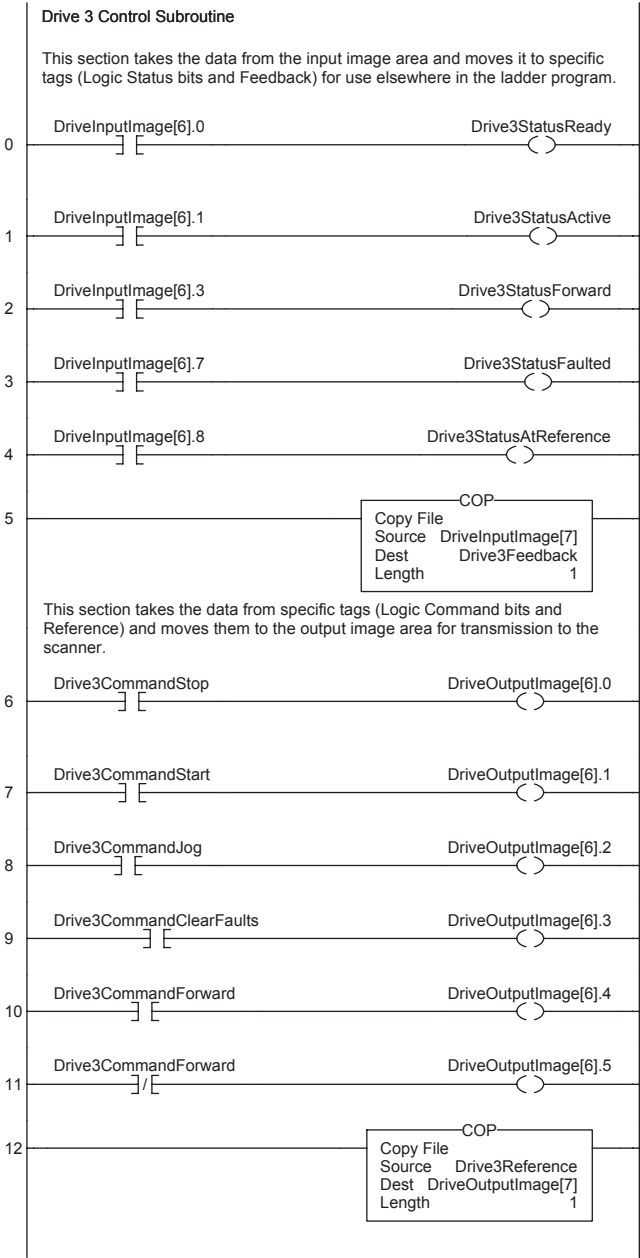 Drive 3 Control Subroutine
This section takes the data from the input image area and moves it to specific
tags (Logic Status bits and Feedback) for use elsewhere in the ladder program.
DriveInputImage[6].0 Drive3StatusReady
0
DriveInputImage[6].1 Drive3StatusActive
1
DriveInputImage[6].3 Drive3StatusForward
2
DriveInputImage[6].7 Drive3StatusFaulted
3
DriveInputImage[6].8 Drive3StatusAtReference
4
COP
5
Copy File
Source DriveInputImage[7]
Dest Drive3Feedback
Length 1
This section takes the data from specific tags (Logic Command bits and
Reference) and moves them to the output image area for transmission to the
scanner.
Drive3CommandStop DriveOutputImage[6].0
6
Drive3CommandStart DriveOutputImage[6].1
7
Drive3CommandJog DriveOutputImage[6].2
8
Drive3CommandClearFaults DriveOutputImage[6].3
9
Drive3CommandForward DriveOutputImage[6].4
10
Drive3CommandForward DriveOutputImage[6].5
11
COP
12
Copy File
Source Drive3Reference
Dest DriveOutputImage[7]
Length 1